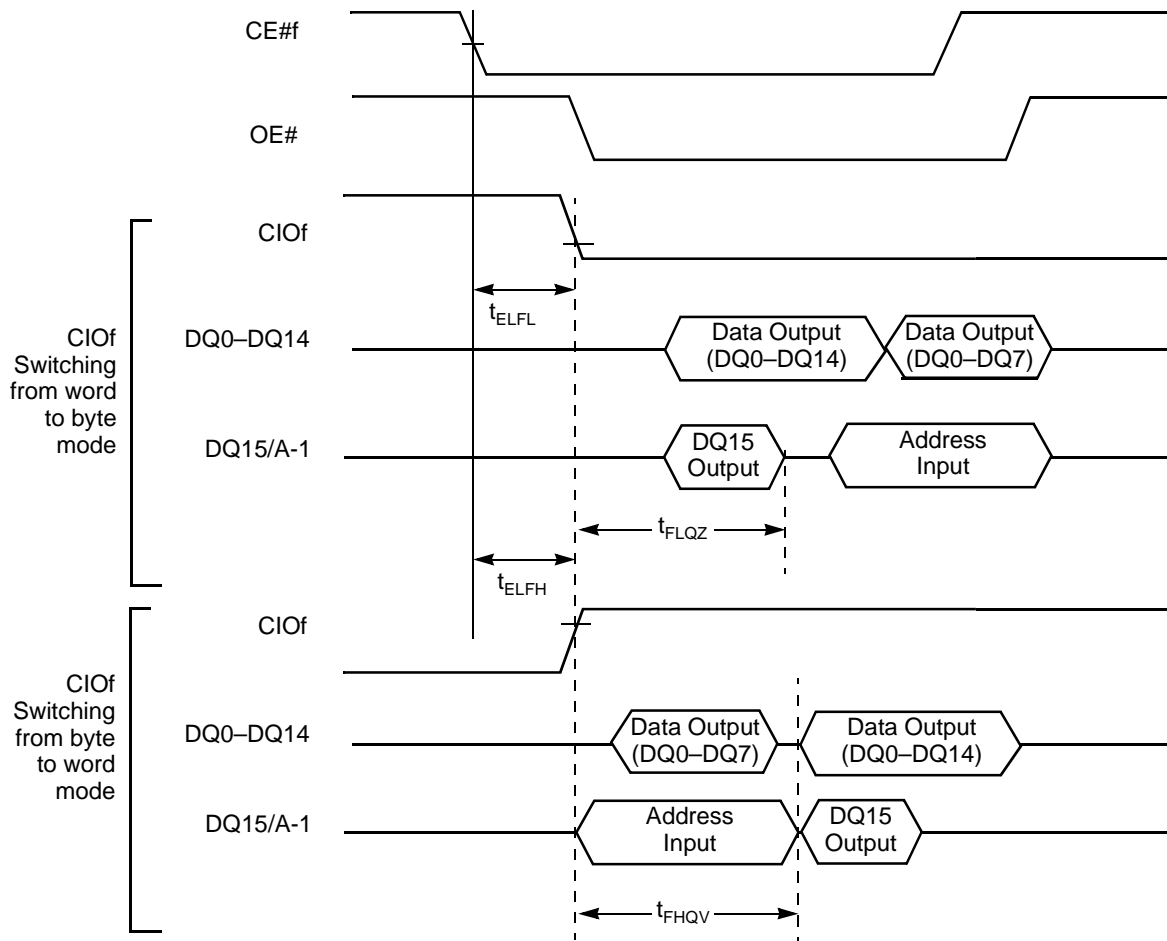 CE#f
OE#
CIOf
tELFL
CIOf
Switching
from word
to byte
mode
DQ0–DQ14
Data Output
(DQ0–DQ14)
Data Output
(DQ0–DQ7)
DQ15/A-1
DQ15
Output
Address
Input
tFLQZ
tELFH
CIOf
CIOf
Switching
from byte
to word
mode
DQ0–DQ14
Data Output
(DQ0–DQ7)
Data Output
(DQ0–DQ14)
DQ15/A-1
Address
Input
DQ15
Output
tFHQV